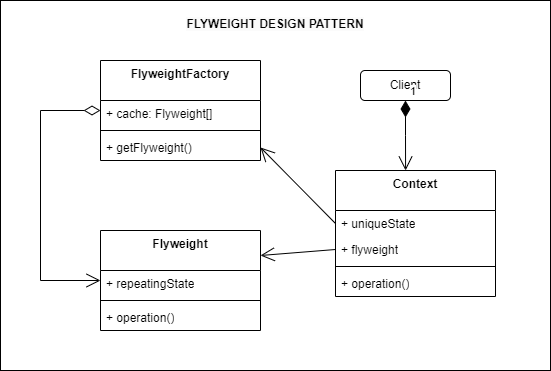 FLYWEIGHT DESIGN PATTERN
FlyweightFactory
+ cache: Flyweight[]
+ getFlyweight()
Client
1
Context
+ uniqueState
+ flyweight
+ operation()
Flyweight
+ repeatingState
+ operation()